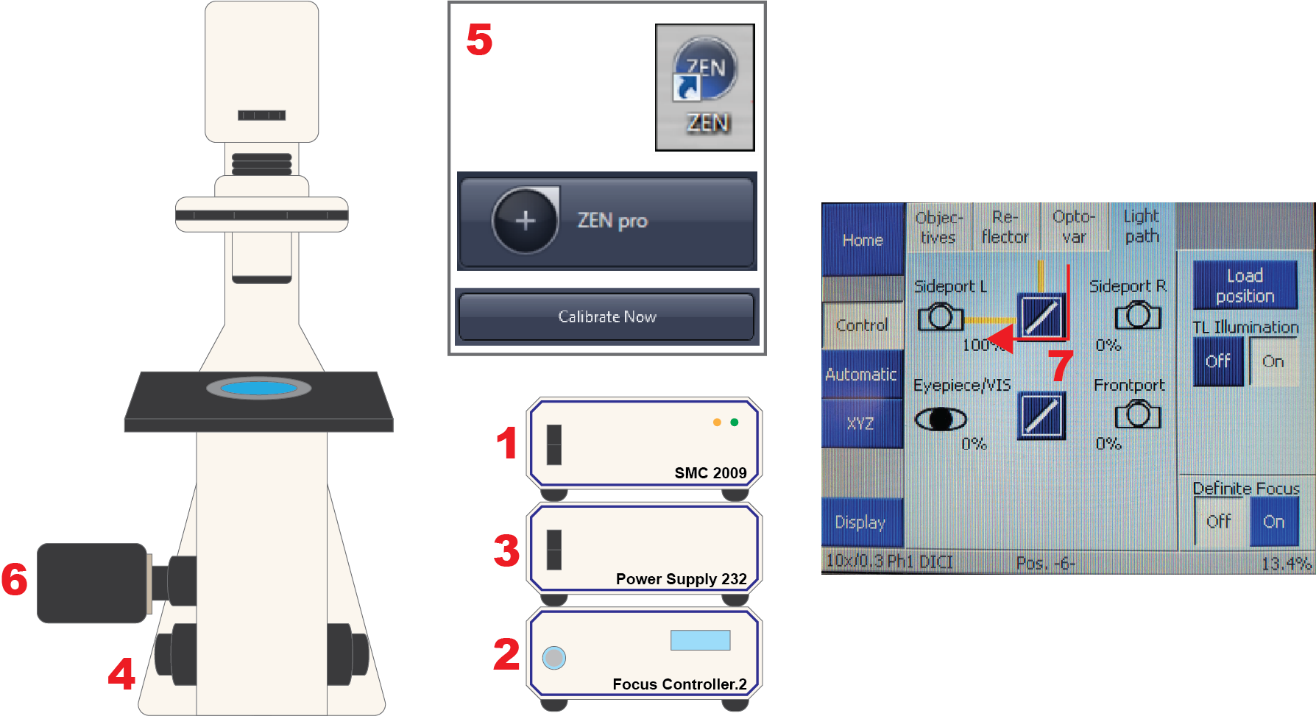 5
ZEN
ZEN
ZEN pro
Calibrate Now
1
SMC 2009
3
Power Supply 232
2
Focus Controller.2
6
4
Home
Control
Automatic
XYZ
Display
Objec-
tives
Re-
flector
Opto-
var
Light
path
Sideport L
100%
Sideport R
0%
7
Eyepiece/VIS
0%
Frontport
0%
Load
position
TL Illumination
Off
On
Definite Focus
Off
On
10x/0.3 Ph1 DICI
Pos. -6-
13.4%